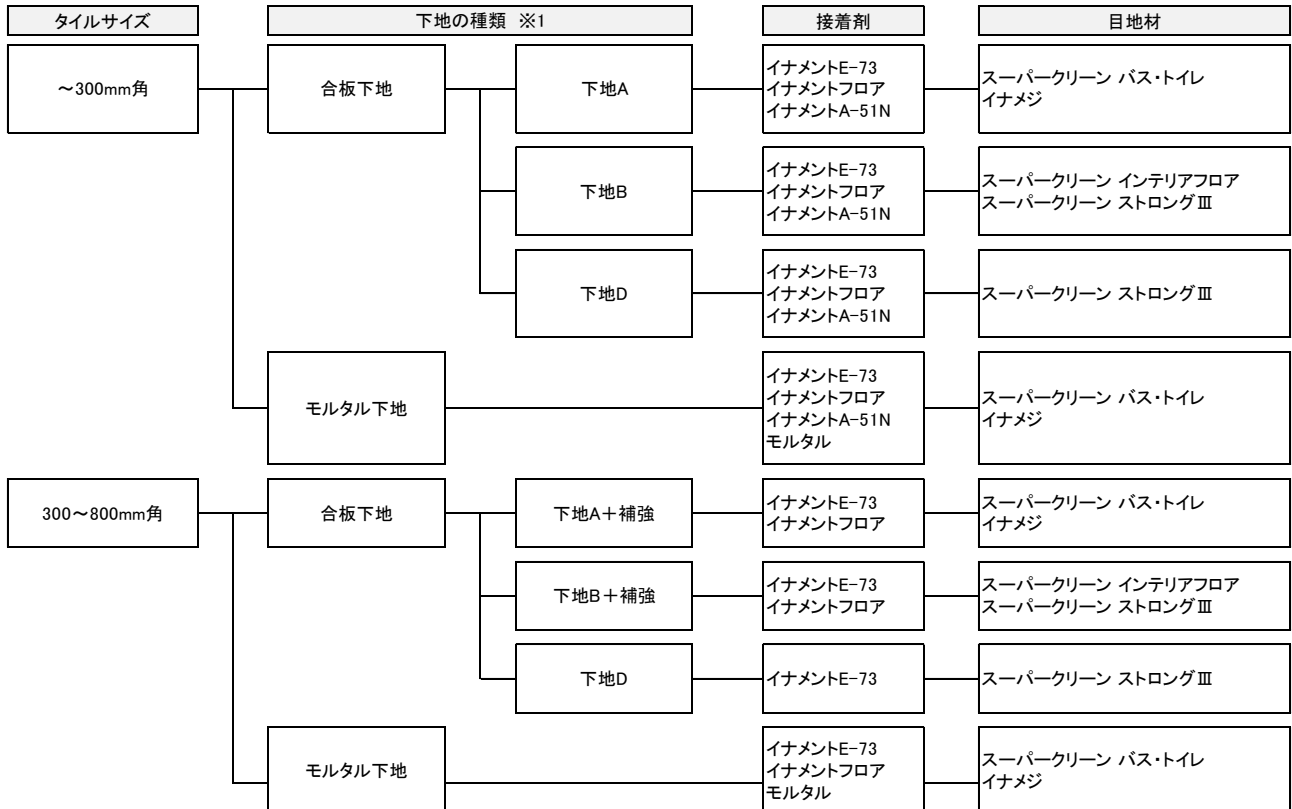 タイルサイズ
下地の種類 ※1
接着剤
目地材
～300mm角
合板下地
下地A
イナメントE-73
イナメントフロア
イナメントA-51N
スーパークリーン バス・トイレ
イナメジ
下地B
イナメントE-73
イナメントフロア
イナメントA-51N
スーパークリーン インテリアフロア
スーパークリーン ストロングⅢ
下地D
イナメントE-73
イナメントフロア
イナメントA-51N
スーパークリーン ストロングⅢ
モルタル下地
イナメントE-73
イナメントフロア
イナメントA-51N
モルタル
スーパークリーン バス・トイレ
イナメジ
300～800mm角
合板下地
下地A＋補強
イナメントE-73
イナメントフロア
スーパークリーン バス・トイレ
イナメジ
下地B＋補強
イナメントE-73
イナメントフロア
スーパークリーン インテリアフロア
スーパークリーン ストロングⅢ
下地D
イナメントE-73
スーパークリーン ストロングⅢ
モルタル下地
イナメントE-73
イナメントフロア
モルタル
スーパークリーン バス・トイレ
イナメジ